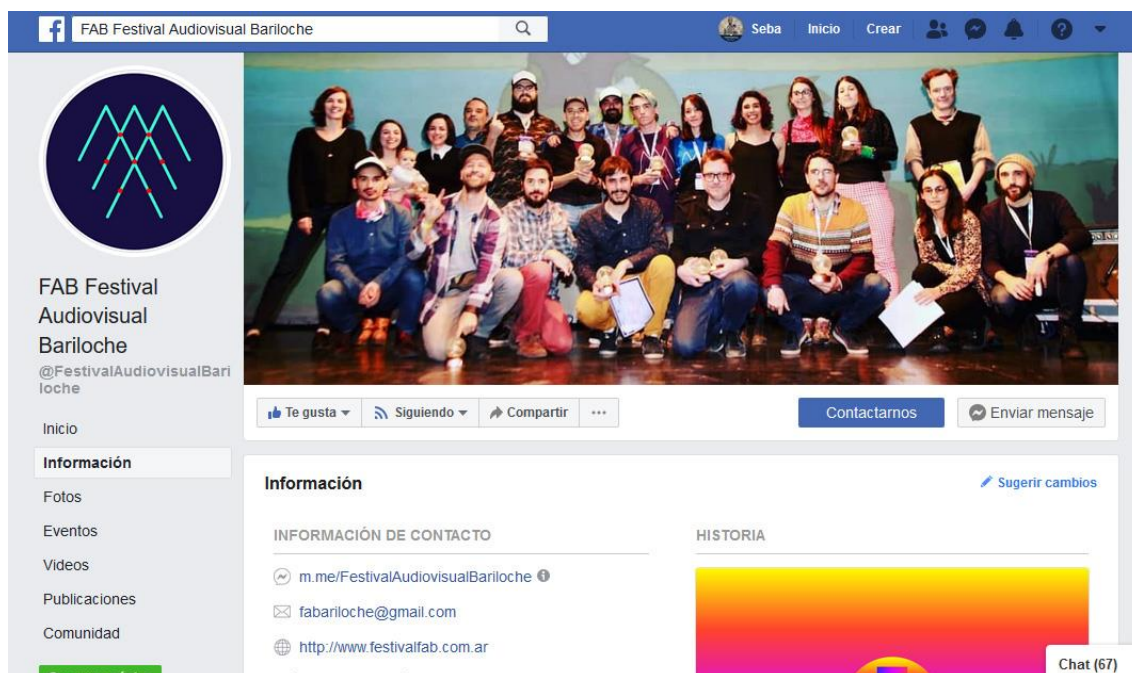 FAB Festival Audiovisual Bariloche
Seba Inicio Crear
FAB Festival
Audiovisual
Bariloche
@FestivalAudiovisualBari
loche
Te gusta Siguiendo Compartir ...
Contactarnos Enviar mensaje
Inicio
Información
Fotos
Eventos
Videos
Publicaciones
Comunidad
Información
Sugerir cambios
INFORMACIÓN DE CONTACTO
m.me/FestivalAudiovisualBariloche
fabariloche@gmail.com
http://www.festivalfab.com.ar
HISTORIA
Chat (67)